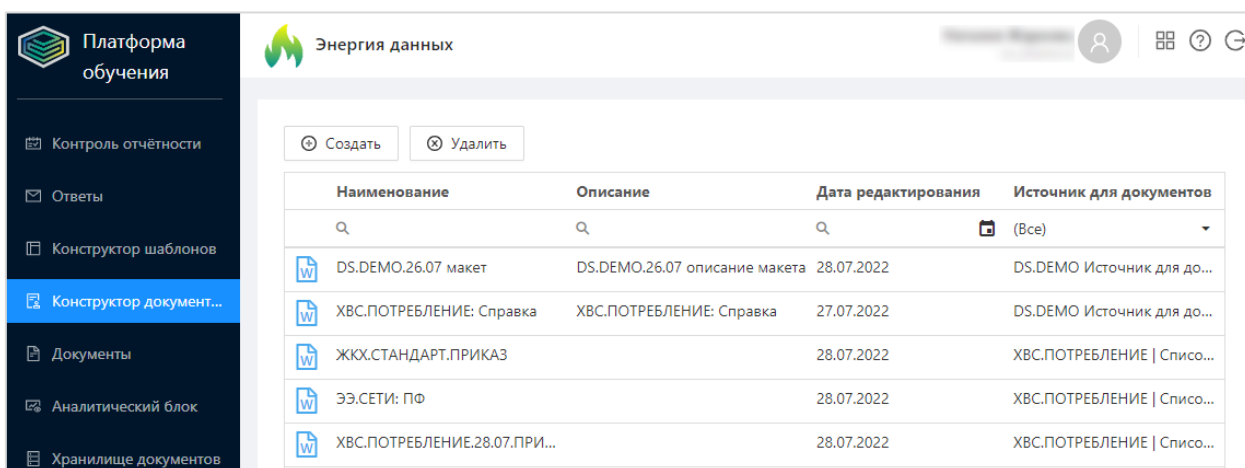 Платформа
обучения
Энергия данных
Контроль отчётности
Ответы
Конструктор шаблонов
Конструктор документ...
Документы
Аналитический блок
Хранилище документов
Создать Удалить
Наименование Описание Дата редактирования Источник для документов
(Все)
DS.DEMO.26.07 макет DS.DEMO.26.07 описание макета 28.07.2022 DS.DEMO Источник для до...
ХВС.ПОТРЕБЛЕНИЕ: Справка ХВС.ПОТРЕБЛЕНИЕ: Справка 27.07.2022 DS.DEMO Источник для до...
ЖКХ.СТАНДАРТ.ПРИКАЗ 28.07.2022 ХВС.ПОТРЕБЛЕНИЕ | Списо...
ЭЭ.СЕТИ: ПФ 28.07.2022 ХВС.ПОТРЕБЛЕНИЕ | Списо...
ХВС.ПОТРЕБЛЕНИЕ.28.07.ПРИ... 28.07.2022 ХВС.ПОТРЕБЛЕНИЕ | Списо...